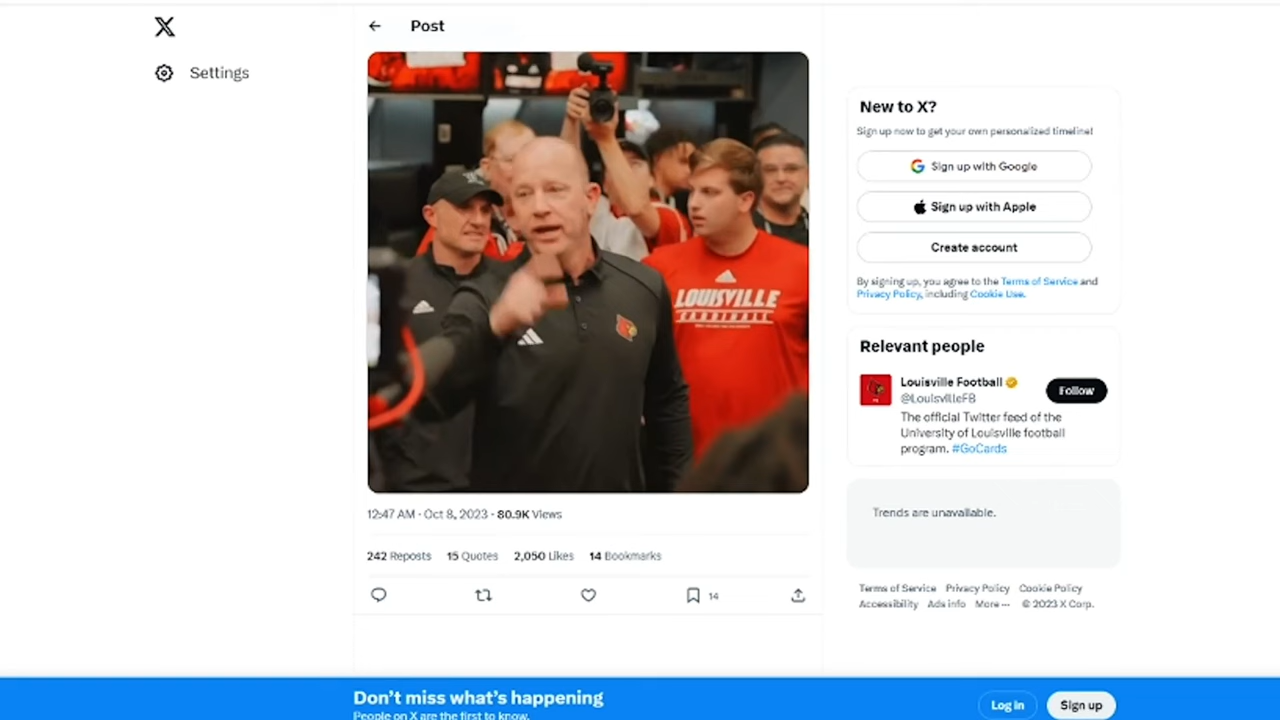 Post
Settings
LOUISVILLE
CARDINALS
12:47 AM · Oct 8, 2023 · 80.9K Views
242 Reposts 15 Quotes 2,050 Likes 14 Bookmarks
14
New to X?
Sign up now to get your own personalized timeline!
Sign up with Google
Sign up with Apple
Create account
By signing up, you agree to the Terms of Service and
Privacy Policy, including Cookie Use.
Relevant people
Louisville Football
@LouisvilleFB
Follow
The official Twitter feed of the
University of Louisville football
program. #GoCards
Trends are unavailable.
Terms of Service Privacy Policy Cookie Policy
Accessibility Ads info More ··· © 2023 X Corp.
Don't miss what's happening
People on X are the first to know.
Log in
Sign up